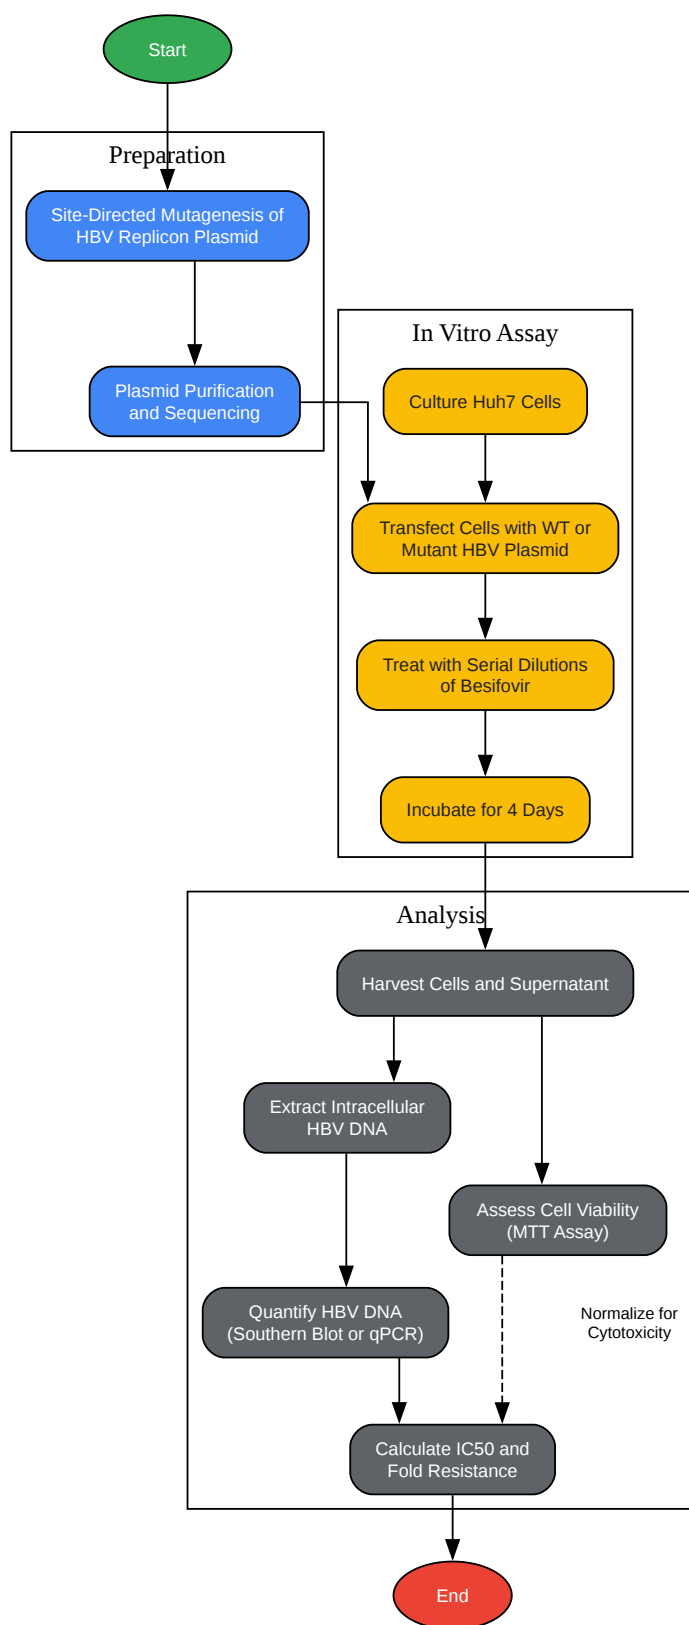 Start
Preparation
Site-Directed Mutagenesis of
HBV Replicon Plasmid
Plasmid Purification
and Sequencing
In Vitro Assay
Culture Huh7 Cells
Transfect Cells with WT or
Mutant HBV Plasmid
Treat with Serial Dilutions
of Besifovir
Incubate for 4 Days
Analysis
Harvest Cells and Supernatant
Extract Intracellular
HBV DNA
Assess Cell Viability
(MTT Assay)
Quantify HBV DNA
(Southern Blot or qPCR)
Normalize for
Cytotoxicity
Calculate IC50 and
Fold Resistance
End